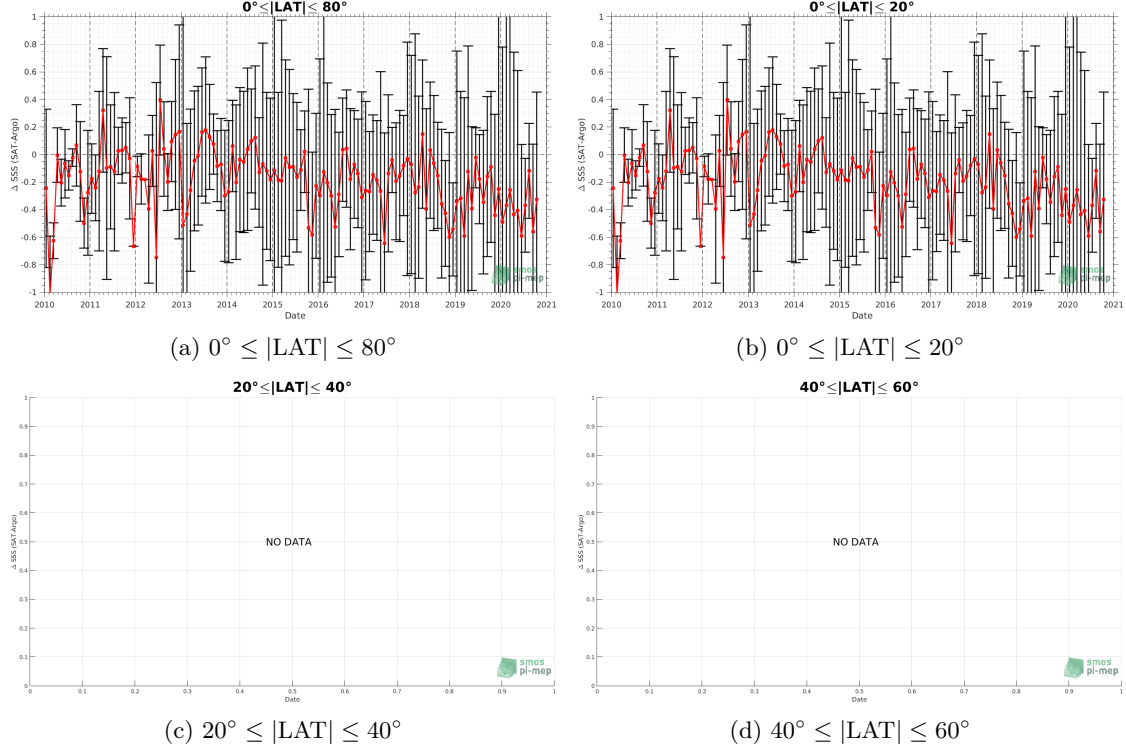 0°≤|LAT|≤ 80°
Δ SSS (SAT-Argo)
1
0.8
0.6
0.4
0.2
0
-0.2
-0.4
-0.6
-0.8
-1
2010 2011 2012 2013 2014 2015 2016 2017 2018 2019 2020 2021
Date
smos
pi-mep
(a) 0° ≤ |LAT| ≤ 80°
0°≤|LAT|≤ 20°
Δ SSS (SAT-Argo)
1
0.8
0.6
0.4
0.2
0
-0.2
-0.4
-0.6
-0.8
-1
2010 2011 2012 2013 2014 2015 2016 2017 2018 2019 2020 2021
Date
smos
pi-mep
(b) 0° ≤ |LAT| ≤ 20°
20°≤|LAT|≤ 40°
Δ SSS (SAT-Argo)
1
0.9
0.8
0.7
0.6
0.5
0.4
0.3
0.2
0.1
0
NO DATA
0 0.1 0.2 0.3 0.4 0.5 0.6 0.7 0.8 0.9 1
Date
smos
pi-mep
(c) 20° ≤ |LAT| ≤ 40°
40°≤|LAT|≤ 60°
Δ SSS (SAT-Argo)
1
0.9
0.8
0.7
0.6
0.5
0.4
0.3
0.2
0.1
0
NO DATA
0 0.1 0.2 0.3 0.4 0.5 0.6 0.7 0.8 0.9 1
Date
smos
pi-mep
(d) 40° ≤ |LAT| ≤ 60°